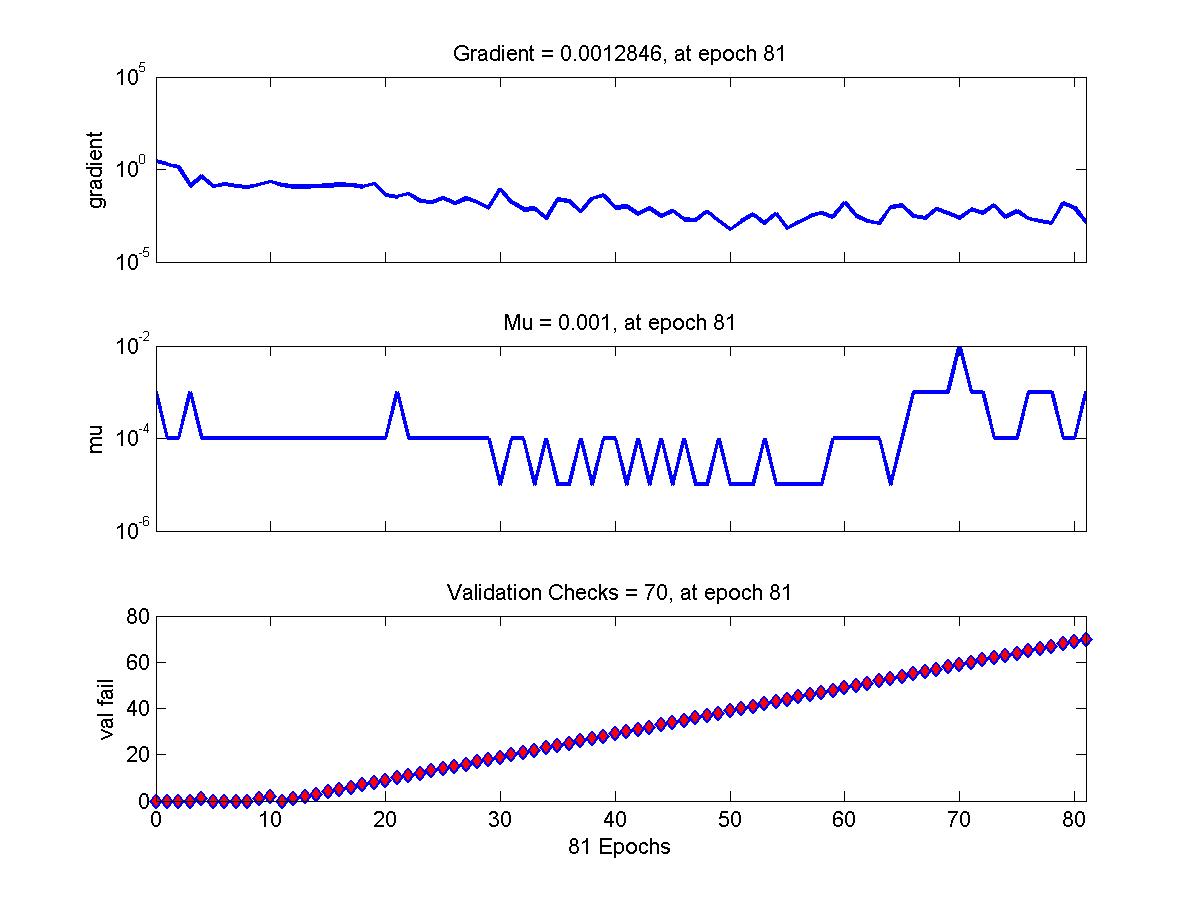 Gradient = 0.0012846, at epoch 81
10^5
10^0
10^-5
gradient
Mu = 0.001, at epoch 81
10^-2
10^-4
10^-6
mu
Validation Checks = 70, at epoch 81
80
60
40
20
0
val fail
0 10 20 30 40 50 60 70 80
81 Epochs